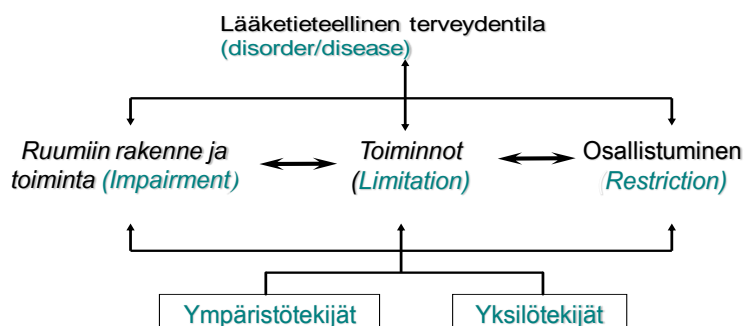 Lääketieteellinen terveydentila
(disorder/disease)
Ruumiin rakenne ja
toiminta (Impairment)
Toiminnot
(Limitation)
Osallistuminen
(Restriction)
Ympäristötekijät
Yksilötekijät